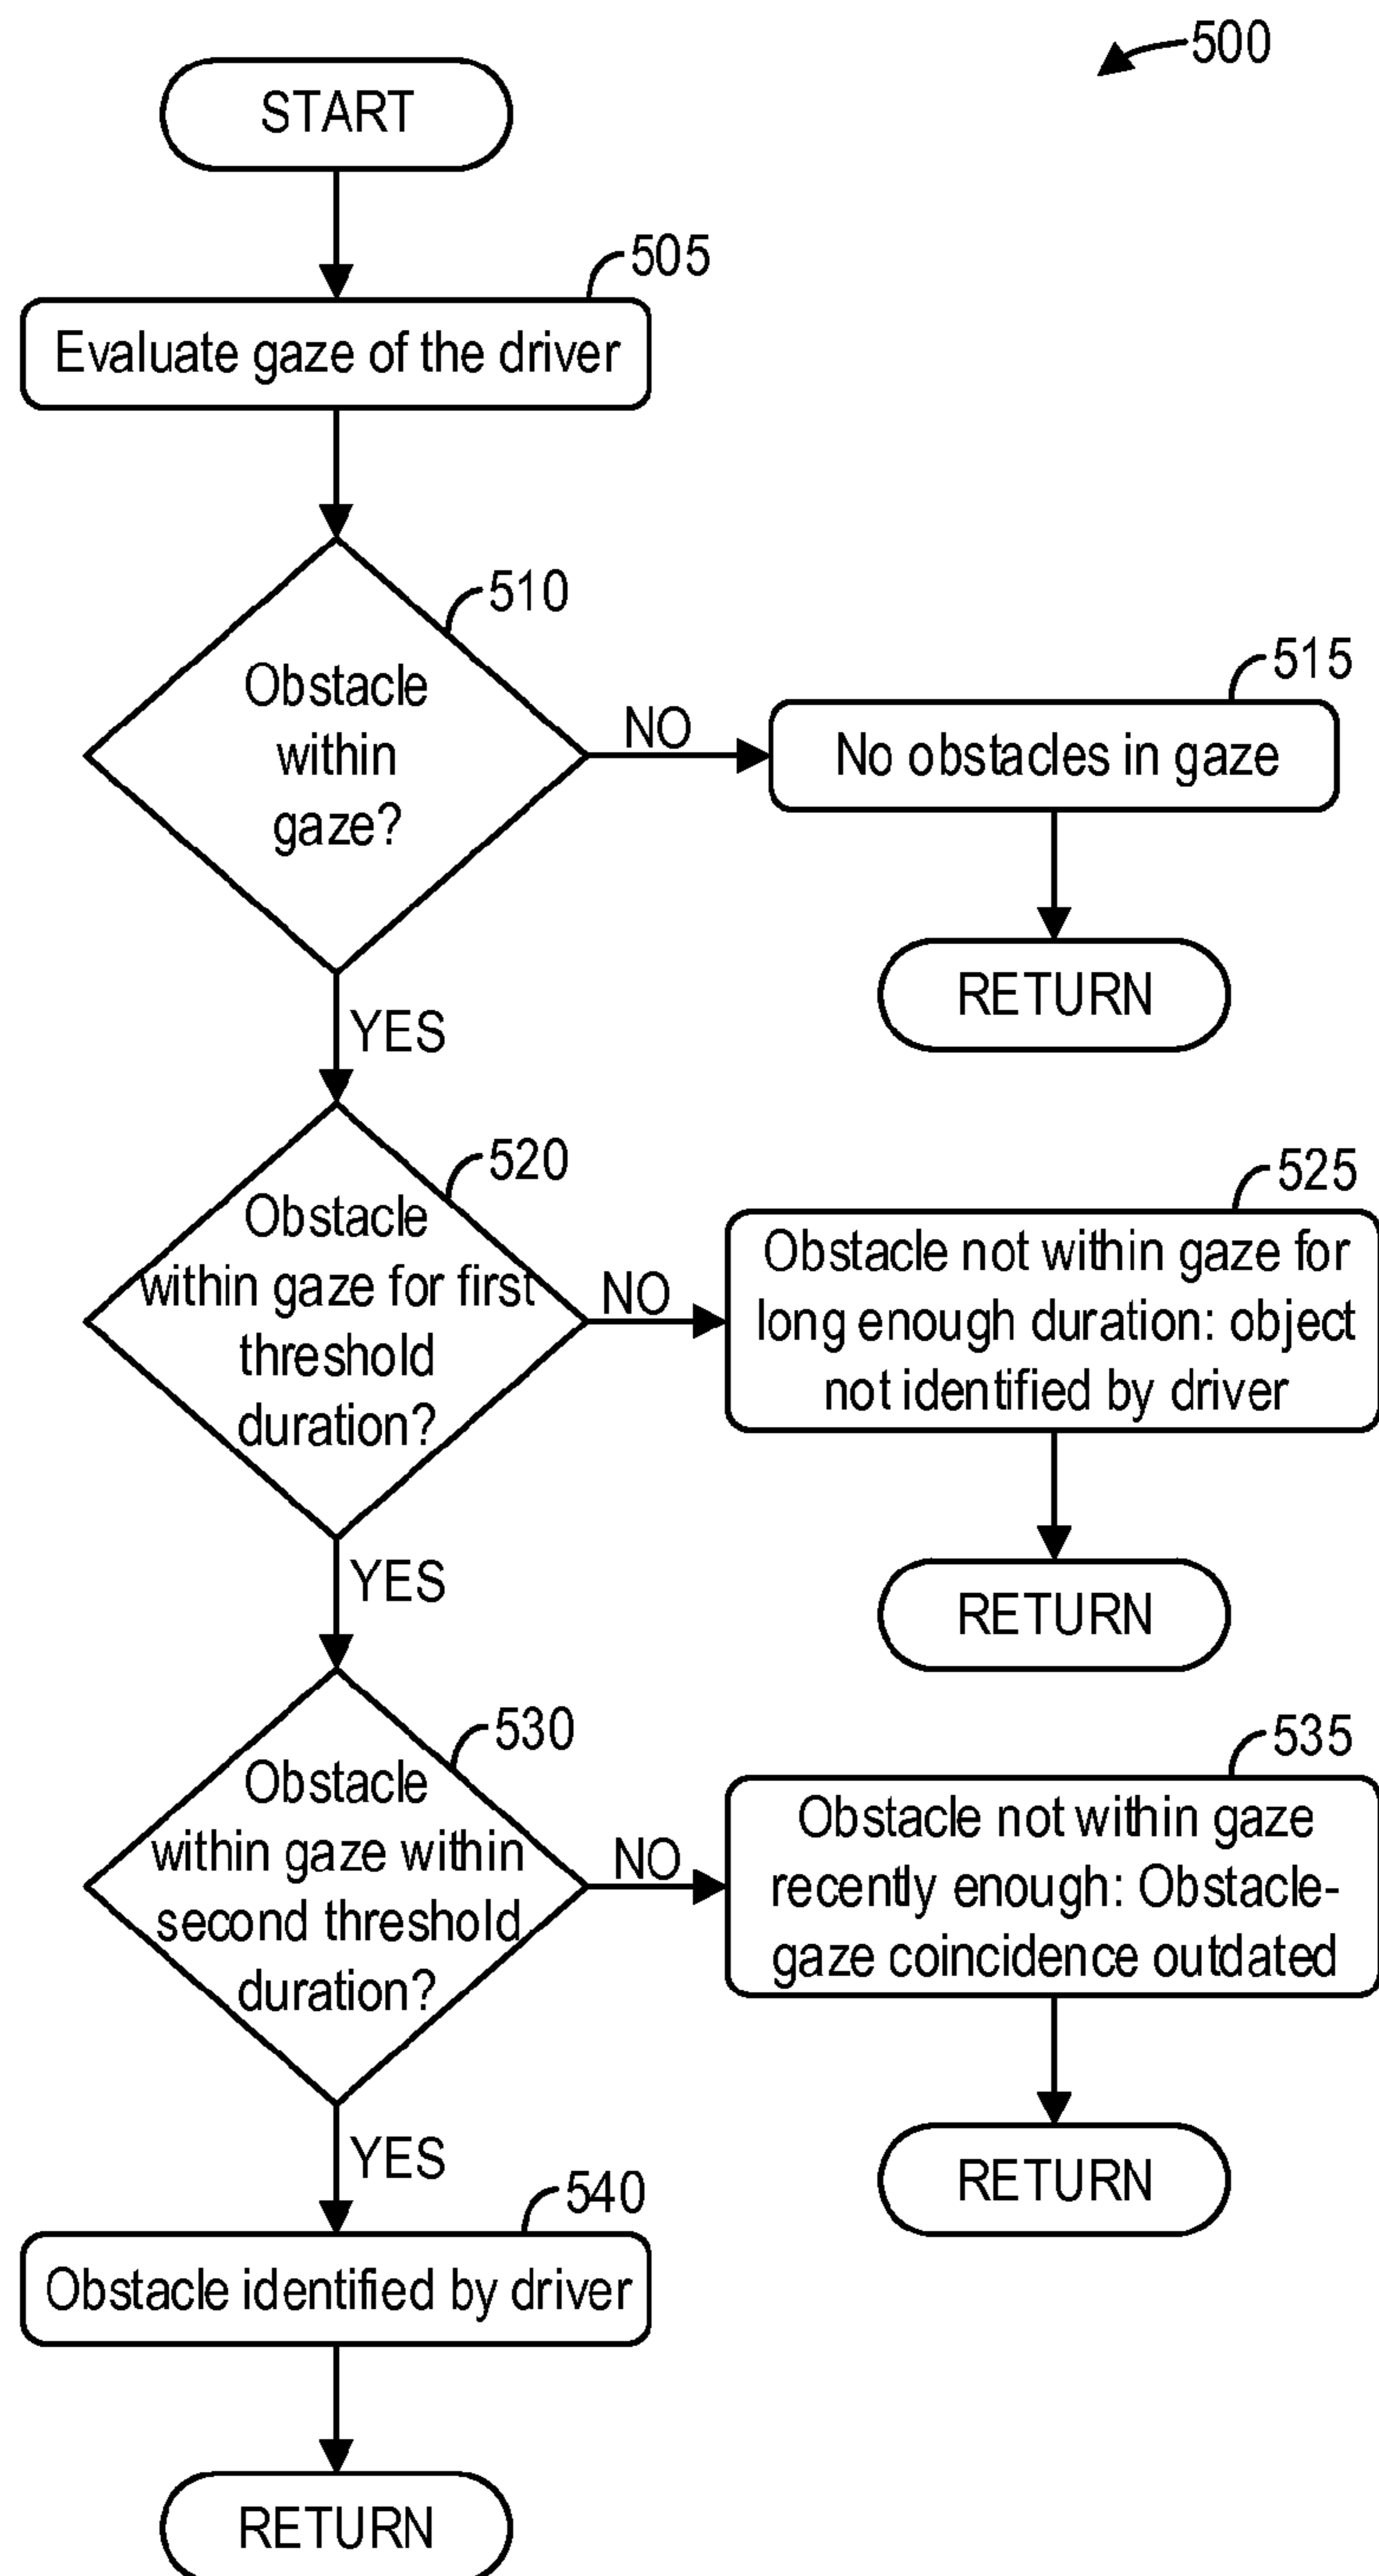 500
START
505
Evaluate gaze of the driver
510
Obstacle
within
gaze?
NO
515
No obstacles in gaze
RETURN
YES
520
Obstacle
within gaze for first
threshold
duration?
NO
525
Obstacle not within gaze for
long enough duration: object
not identified by driver
RETURN
YES
530
Obstacle
within gaze within
second threshold
duration?
NO
535
Obstacle not within gaze
recently enough: Obstacle-
gaze coincidence outdated
RETURN
YES
540
Obstacle identified by driver
RETURN